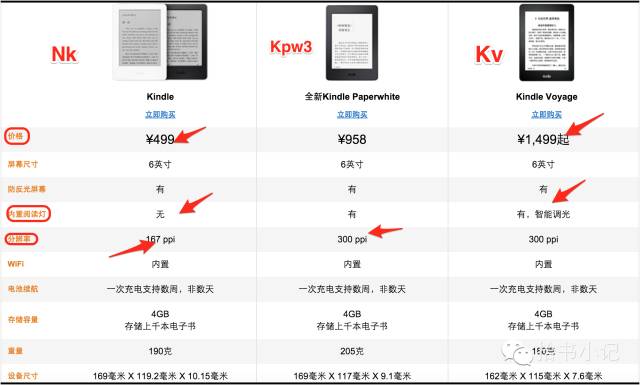 Nk
Kpw3
Kv
Kindle
全新Kindle Paperwhite
Kindle Voyage
立即购买
立即购买
立即购买
价格
¥499
¥958
¥1,499起
屏幕尺寸
6英寸
6英寸
6英寸
防反光屏幕
有
有
有
内置阅读灯
无
有
有，智能调光
分辨率
167 ppi
300 ppi
300 ppi
WiFi
内置
内置
内置
电池续航
一次充电支持数周，非数天
一次充电支持数周，非数天
一次充电支持数周，非数天
存储容量
4GB
存储上千本电子书
4GB
存储上千本电子书
4GB
存储上千本电子书
重量
190克
205克
180克
设备尺寸
169毫米 X 119.2毫米 X 10.15毫米
169毫米 X 117毫米 X 9.1毫米
162毫米 X 115毫米 X 7.6毫米
拾书小记